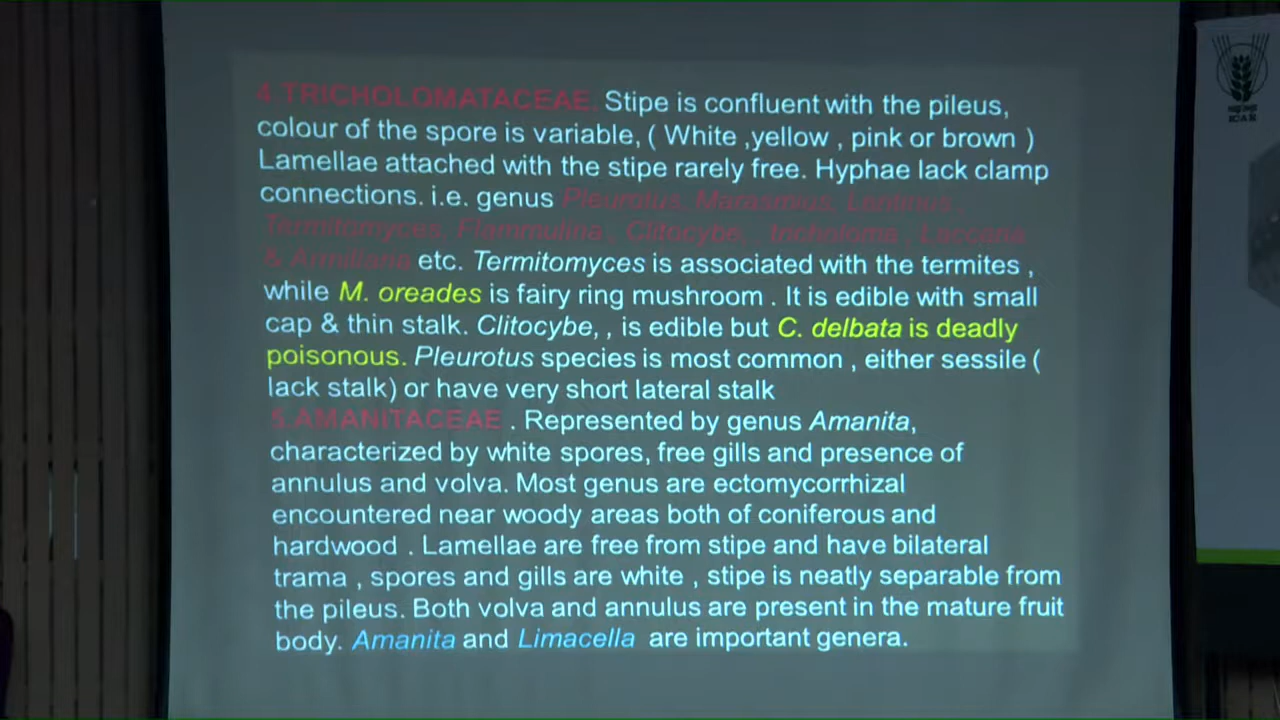 4.TRICHOLOMATACEAE. Stipe is confluent with the pileus,
colour of the spore is variable, ( White ,yellow , pink or brown )
Lamellae attached with the stipe rarely free. Hyphae lack clamp
connections. i.e. genus Pleurotus, Marasmius, Lentinus ,
Termitomyces, Flammulina , Clitocybe, , Incholoma , Laccaria
& Armillaria etc. Termitomyces is associated with the termites ,
while M. oreades is fairy ring mushroom . It is edible with small
cap & thin stalk. Clitocybe, , is edible but C. delbata is deadly
poisonous. Pleurotus species is most common , either sessile (
lack stalk) or have very short lateral stalk
5.AMANITACEAE . Represented by genus Amanita,
characterized by white spores, free gills and presence of
annulus and volva. Most genus are ectomycorrhizal
encountered near woody areas both of coniferous and
hardwood . Lamellae are free from stipe and have bilateral
trama , spores and gills are white , stipe is neatly separable from
the pileus. Both volva and annulus are present in the mature fruit
body. Amanita and Limacella are important genera.
ICAR